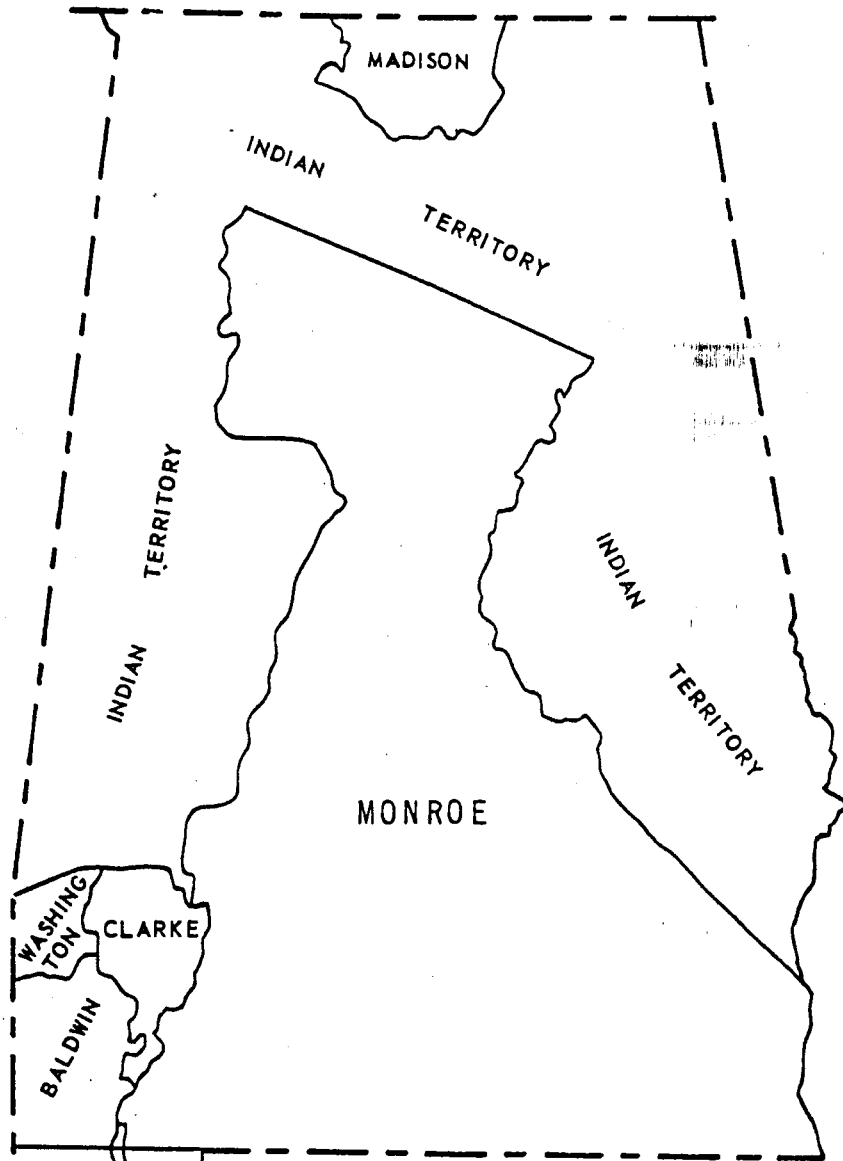 MADISON
INDIAN
TERRITORY
INDIAN
TERRITORY
INDIAN
TERRITORY
MONROE
WASHING
TON
CLARKE
BALDWIN